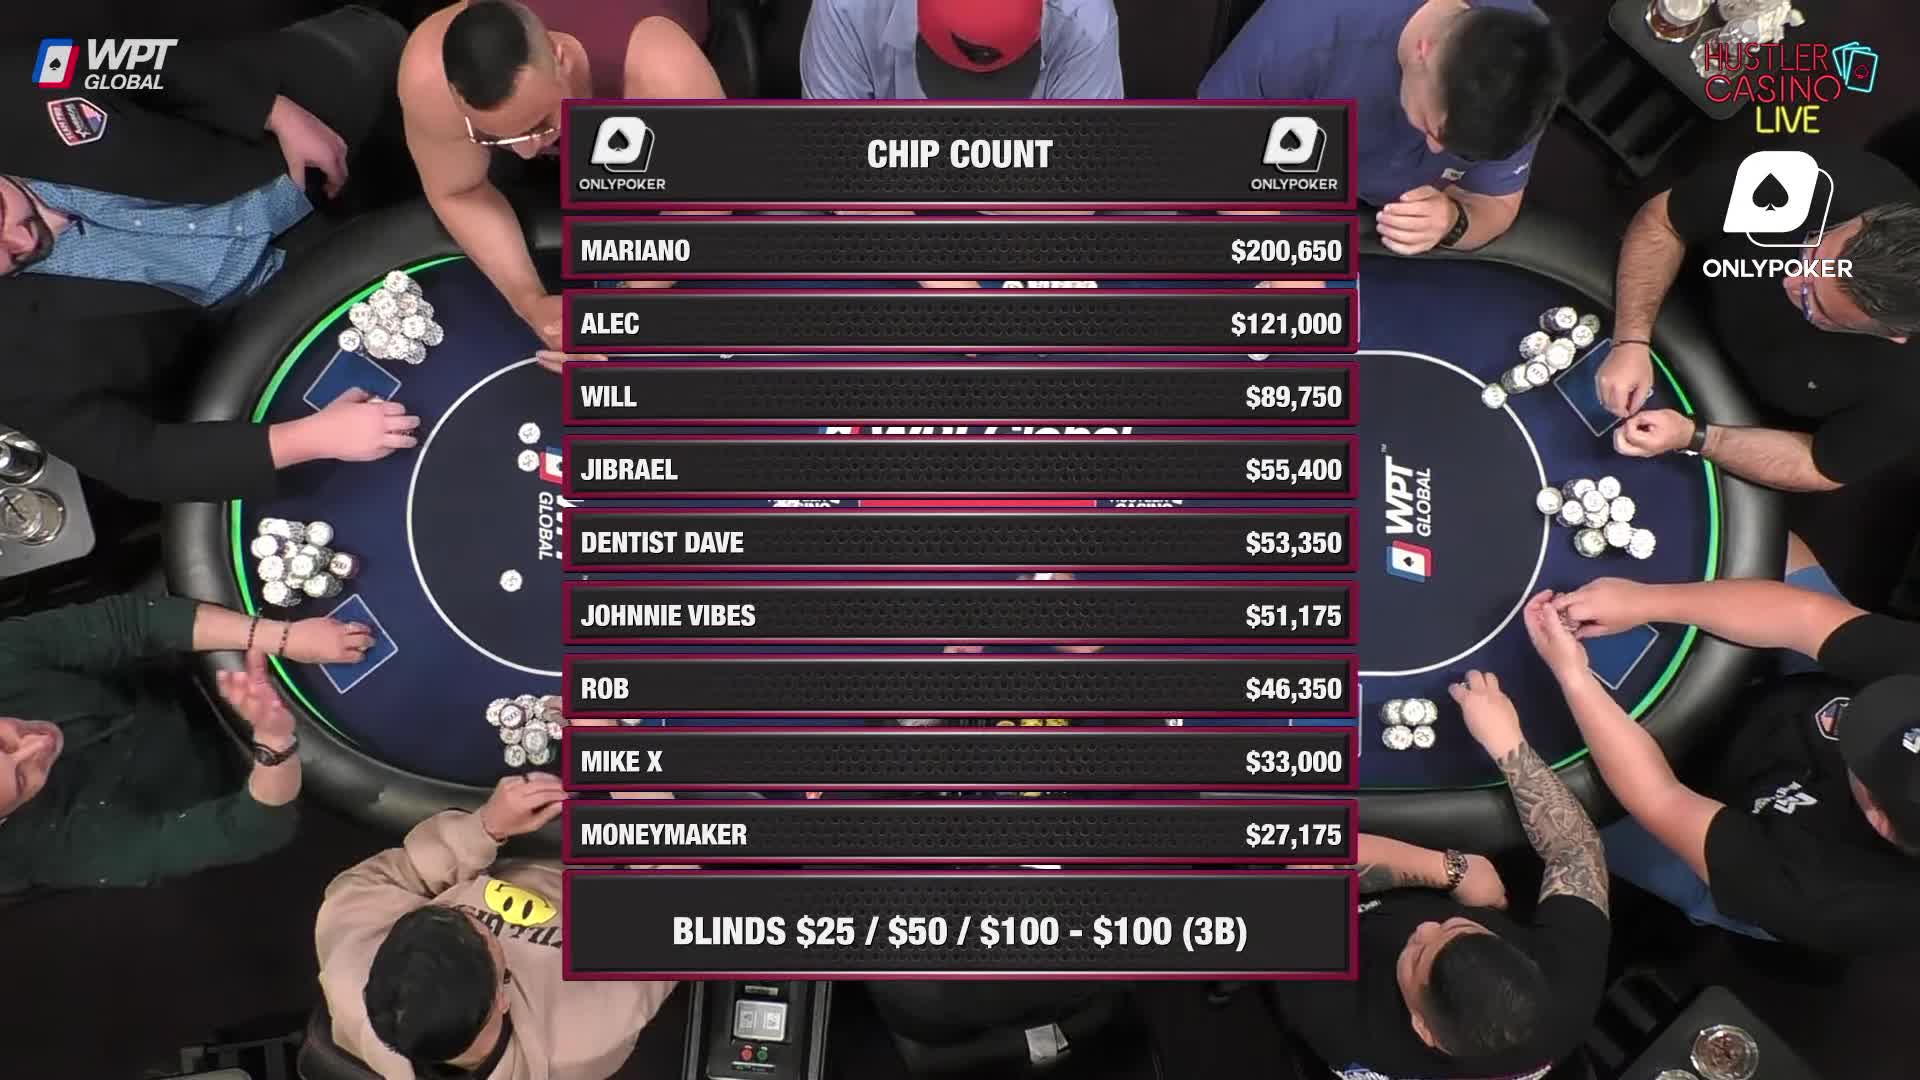 WPT
GLOBAL
HUSTLER
CASINO
LIVE
ONLYPOKER
CHIP COUNT
ONLYPOKER
ONLYPOKER
MARIANO $200,650
ALEC $121,000
WILL $89,750
JIBRAEL $55,400
DENTIST DAVE $53,350
JOHNNIE VIBES $51,175
ROB $46,350
MIKE X $33,000
MONEYMAKER $27,175
BLINDS $25 / $50 / $100 - $100 (3B)
WPT
GLOBAL
GLOBAL